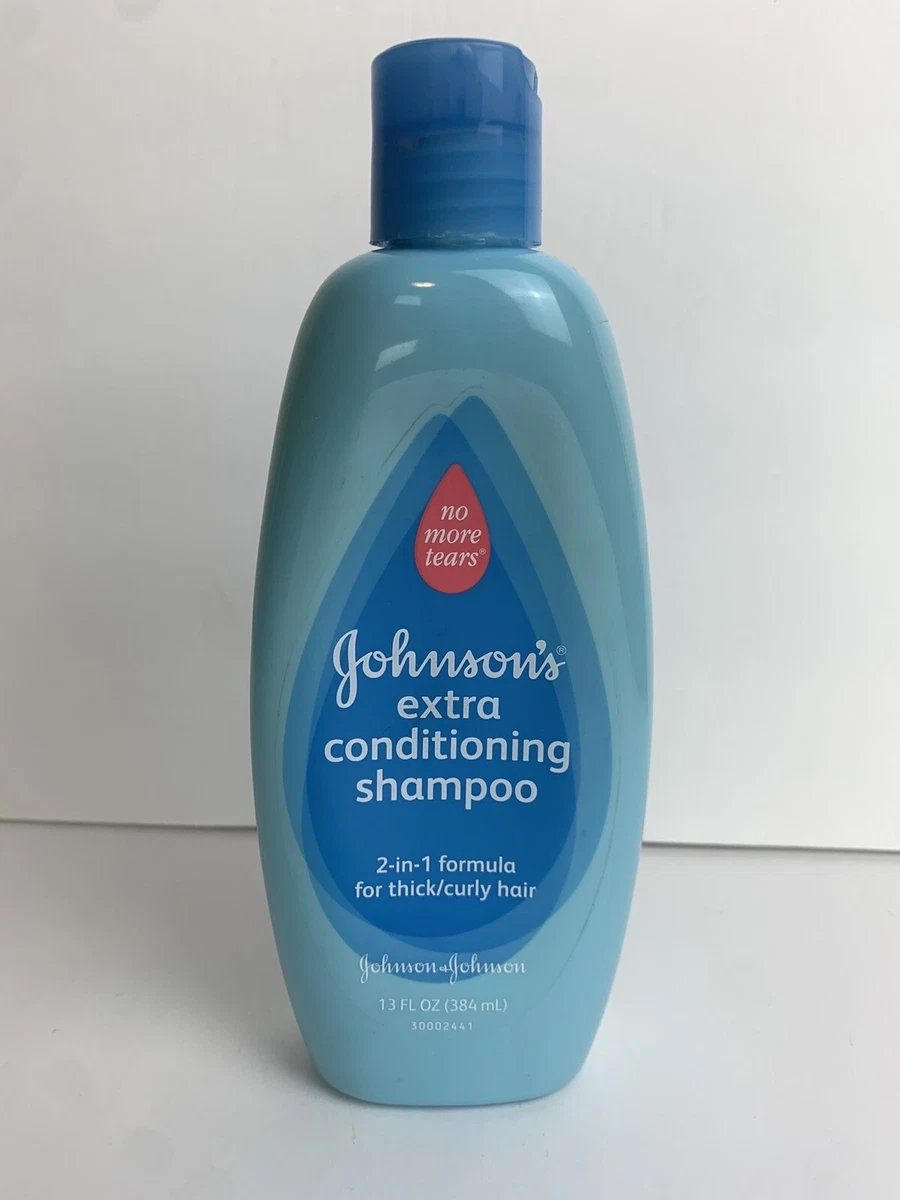 no
more
tears®
Johnson's®
extra
conditioning
shampoo
2-in-1 formula
for thick/curly hair
Johnson & Johnson
13 FL OZ (384 mL)
30002441